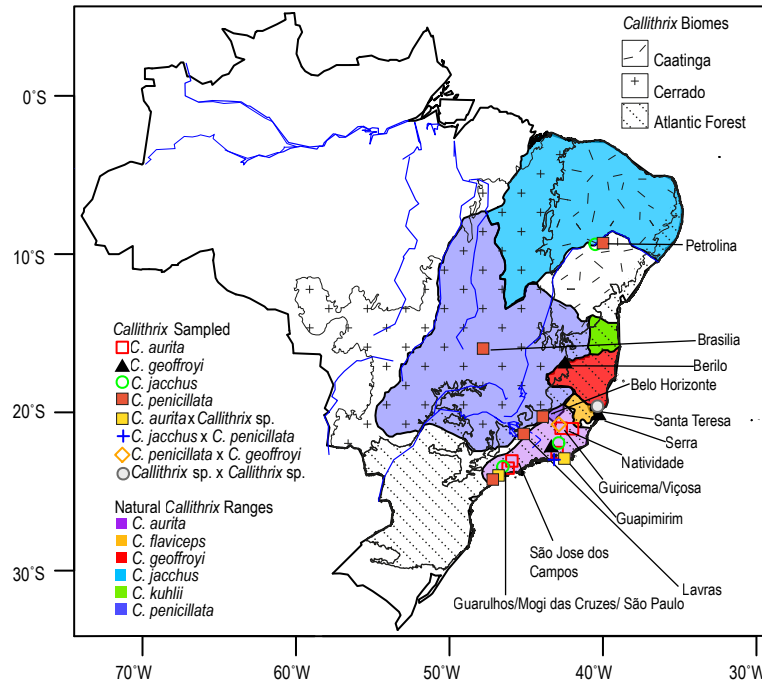 Callithrix Biomes
Caatinga
Cerrado
Atlantic Forest
0°S
10°S
20°S
30°S
Petrolina
Brasilia
Berilo
Belo Horizonte
Santa Teresa
Serra
Natividade
Guiricema/Viçosa
Guapimirim
São Jose dos
Campos
Lavras
Guarulhos/Mogi das Cruzes/ São Paulo
Callithrix Sampled
C. aurita
C. geoffroyi
C. jacchus
C. penicillata
C. aurita x Callithrix sp.
C. jacchus x C. penicillata
C. penicillata x C. geoffroyi
Callithrix sp. x Callithrix sp.
Natural Callithrix Ranges
C. aurita
C. flaviceps
C. geoffroyi
C. jacchus
C. kuhlii
C. penicillata
70°W 60°W 50°W 40°W 30°W